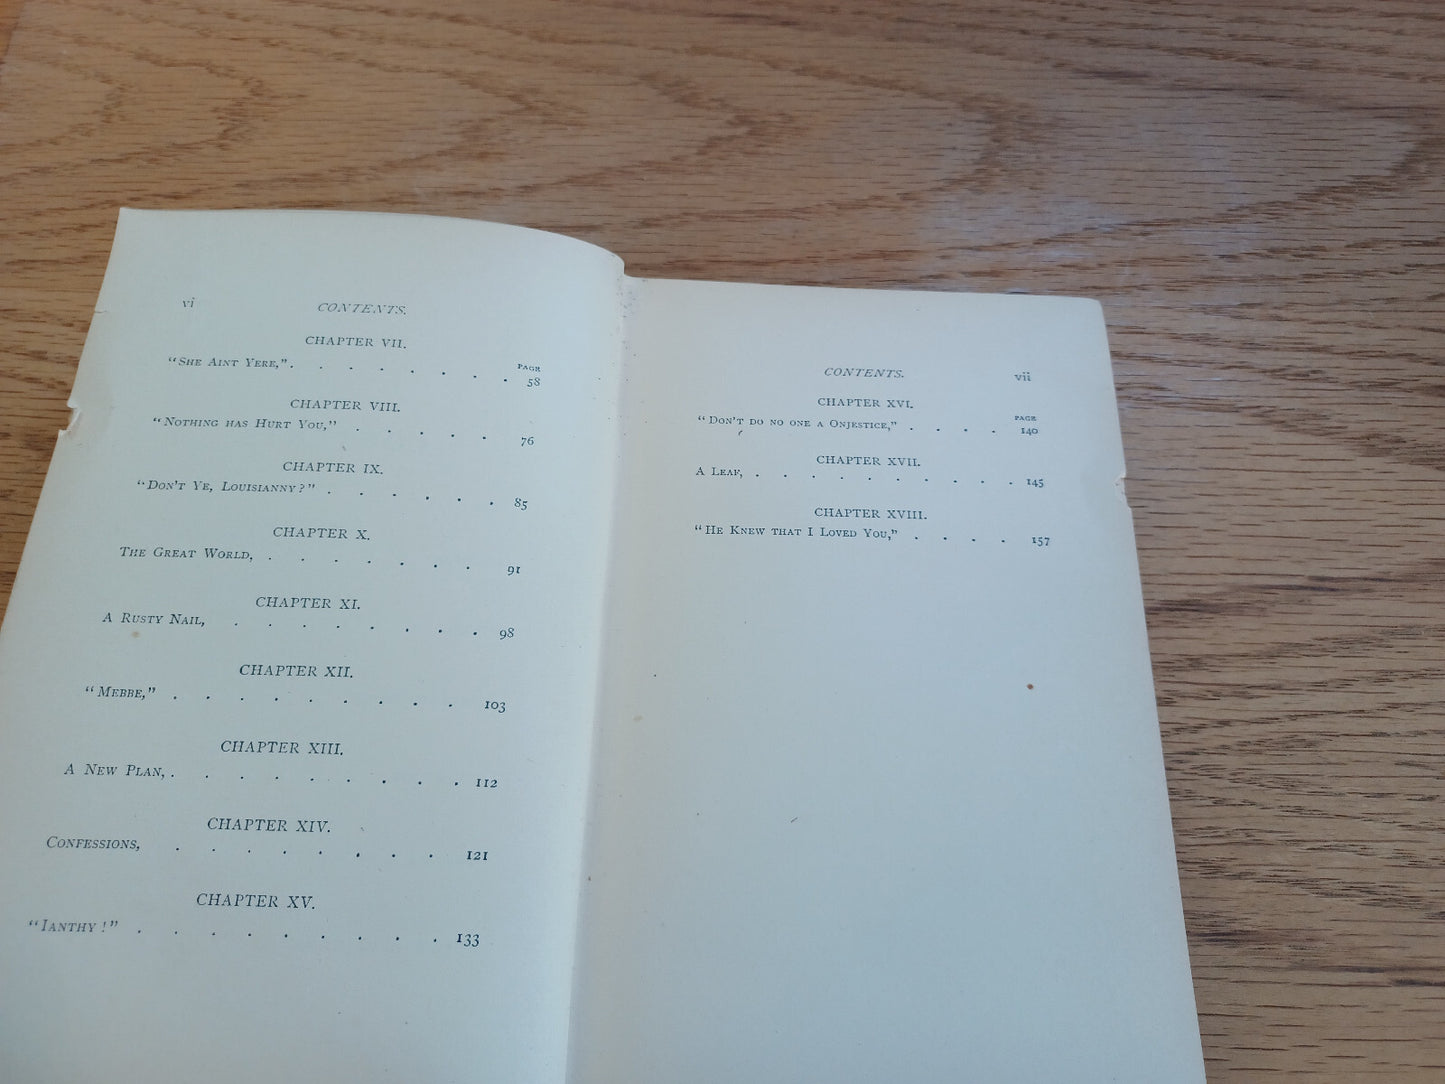 vi CONTENTS.
CHAPTER VII.
PAGE
“She Aint Yere,” . . . . . . . 58
CHAPTER VIII.
“Nothing has Hurt You,” . . . . . 76
CHAPTER IX.
“Don’t Ye, Louisianny?” . . . . . . 85
CHAPTER X.
The Great World, . . . . . . . 91
CHAPTER XI.
A Rusty Nail, . . . . . . . . 98
CHAPTER XII.
“Mebbe,” . . . . . . . . . 103
CHAPTER XIII.
A New Plan, . . . . . . . . . 112
CHAPTER XIV.
Confessions, . . . . . . . . 121
CHAPTER XV.
“Ianthy!” . . . . . . . . . 133
CONTENTS. vii
CHAPTER XVI.
PAGE
“Don’t do no one a Onjestice,” . . . . 140
CHAPTER XVII.
A Leaf, . . . . . . . . . 145
CHAPTER XVIII.
“He Knew that I Loved You,” . . . . 157